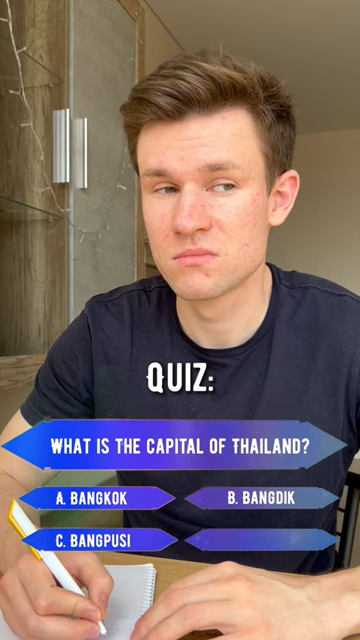 QUIZ:
WHAT IS THE CAPITAL OF THAILAND?
A. BANGKOK
B. BANGDIK
C. BANGPUSI